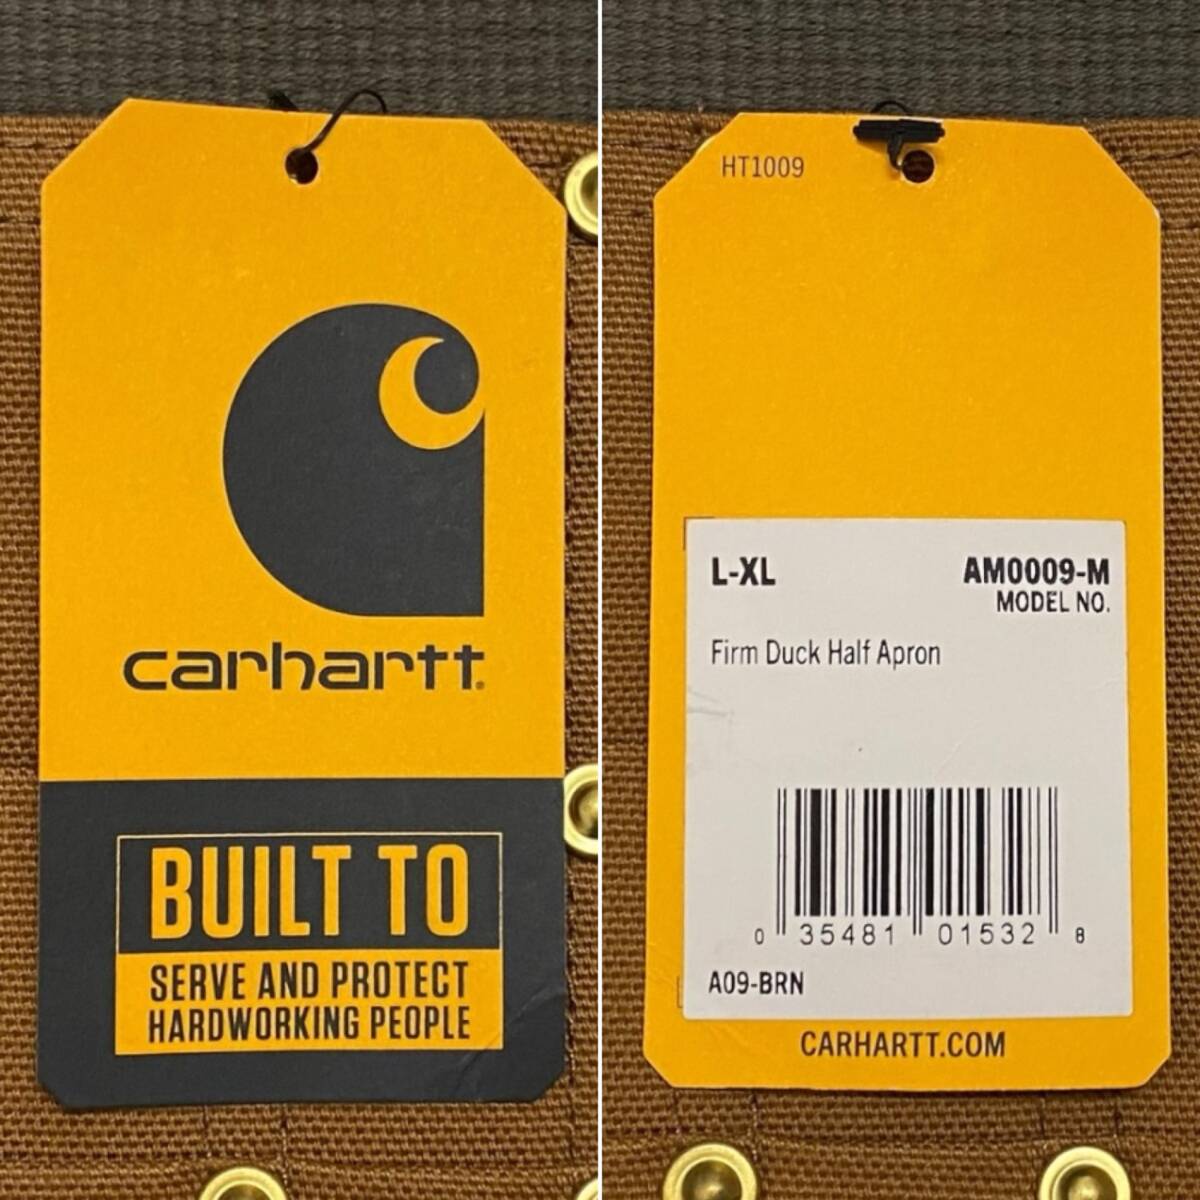 carhartt.
BUILT TO
SERVE AND PROTECT
HARDWORKING PEOPLE
HT1009
L-XL AM0009-M
MODEL NO.
Firm Duck Half Apron
0 35481 01532 8
A09-BRN
CARHARTT.COM